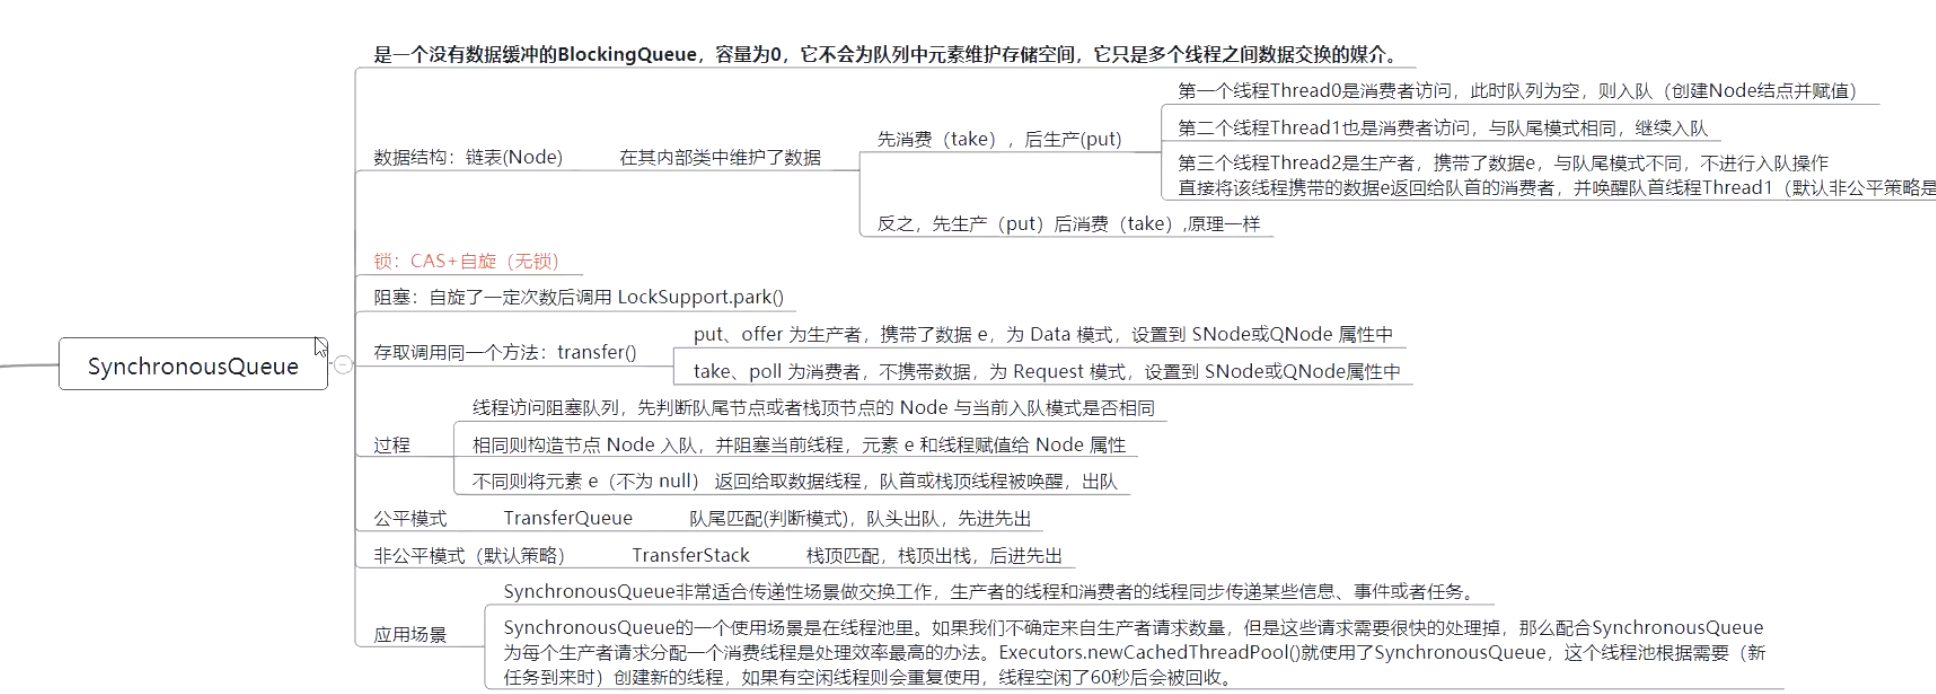 SynchronousQueue
是一个没有数据缓冲的BlockingQueue，容量为0，它不会为队列中元素维护存储空间，它只是多个线程之间数据交换的媒介。
数据结构：链表(Node)
在其内部类中维护了数据
先消费（take），后生产(put)
第一个线程Thread0是消费者访问，此时队列为空，则入队（创建Node结点并赋值）
第二个线程Thread1也是消费者访问，与队尾模式相同，继续入队
第三个线程Thread2是生产者，携带了数据e，与队尾模式不同，不进行入队操作
直接将该线程携带的数据e返回给队首的消费者，并唤醒队首线程Thread1（默认非公平策略是
反之，先生产（put）后消费（take）,原理一样
锁：CAS+自旋（无锁）
阻塞：自旋了一定次数后调用 LockSupport.park()
存取调用同一个方法：transfer()
put、offer 为生产者，携带了数据 e，为 Data 模式，设置到 SNode或QNode 属性中
take、poll 为消费者，不携带数据，为 Request 模式，设置到 SNode或QNode属性中
过程
线程访问阻塞队列，先判断队尾节点或者栈顶节点的 Node 与当前入队模式是否相同
相同则构造节点 Node 入队，并阻塞当前线程，元素 e 和线程赋值给 Node 属性
不同则将元素 e（不为 null） 返回给取数据线程，队首或栈顶线程被唤醒，出队
公平模式
TransferQueue
队尾匹配(判断模式)，队头出队，先进先出
非公平模式（默认策略）
TransferStack
栈顶匹配，栈顶出栈，后进先出
应用场景
SynchronousQueue非常适合传递性场景做交换工作，生产者的线程和消费者的线程同步传递某些信息、事件或者任务。
SynchronousQueue的一个使用场景是在线程池里。如果我们不确定来自生产者请求数量，但是这些请求需要很快的处理掉，那么配合SynchronousQueue
为每个生产者请求分配一个消费线程是处理效率最高的办法。Executors.newCachedThreadPool()就使用了SynchronousQueue，这个线程池根据需要（新
任务到来时）创建新的线程，如果有空闲线程则会重复使用，线程空闲了60秒后会被回收。